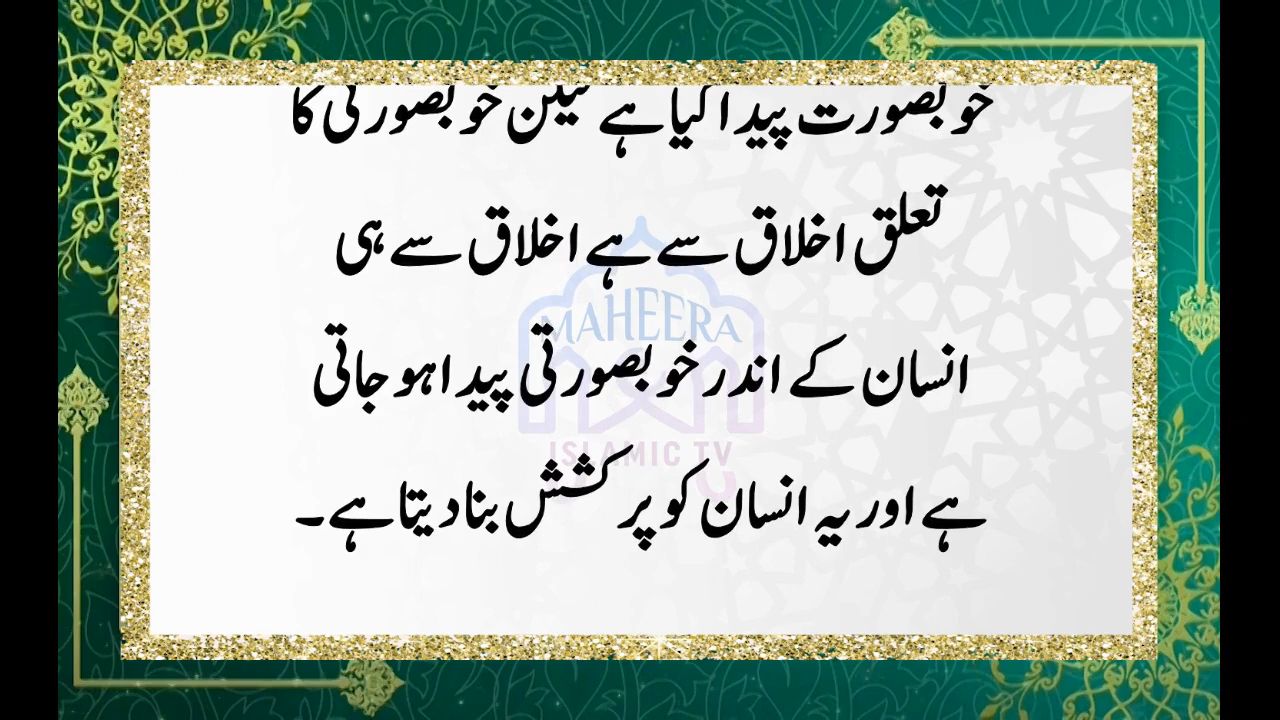 خوبصورت پیدا کیا ہے لیکن خوبصورتی کا
تعلق اخلاق سے ہے اخلاق سے ہی
انسان کے اندر خوبصورتی پیدا ہو جاتی
ہے اور یہ انسان کو پر کشش بنا دیتا ہے۔
MAHEERA
ISLAMIC TV